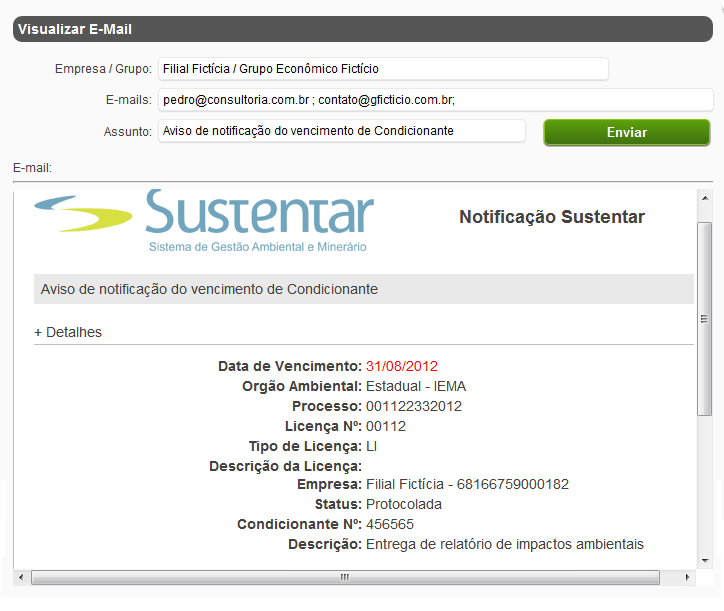 Visualizar E-Mail
Empresa / Grupo: Filial Fictícia / Grupo Econômico Fictício
E-mails: pedro@consultoria.com.br ; contato@gficticio.com.br;
Assunto: Aviso de notificação do vencimento de Condicionante Enviar
E-mail:
Sustentar Notificação Sustentar
Sistema de Gestão Ambiental e Minerário
Aviso de notificação do vencimento de Condicionante
+ Detalhes
Data de Vencimento: 31/08/2012
Orgão Ambiental: Estadual - IEMA
Processo: 001122332012
Licença Nº: 00112
Tipo de Licença: LI
Descrição da Licença:
Empresa: Filial Fictícia - 68166759000182
Status: Protocolada
Condicionante Nº: 456565
Descrição: Entrega de relatório de impactos ambientais